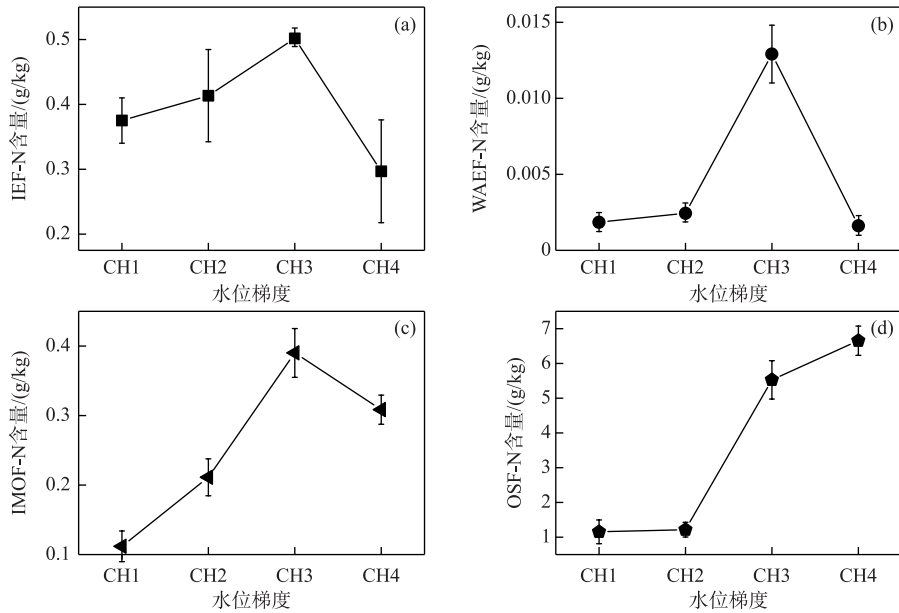 (a)
IEF-N含量/(g/kg)
0.5
0.4
0.3
0.2
CH1 CH2 CH3 CH4
水位梯度
(b)
WAEF-N含量/(g/kg)
0.015
0.010
0.005
0
CH1 CH2 CH3 CH4
水位梯度
(c)
IMOF-N含量/(g/kg)
0.4
0.3
0.2
0.1
CH1 CH2 CH3 CH4
水位梯度
(d)
OSF-N含量/(g/kg)
7
6
5
4
3
2
1
CH1 CH2 CH3 CH4
水位梯度